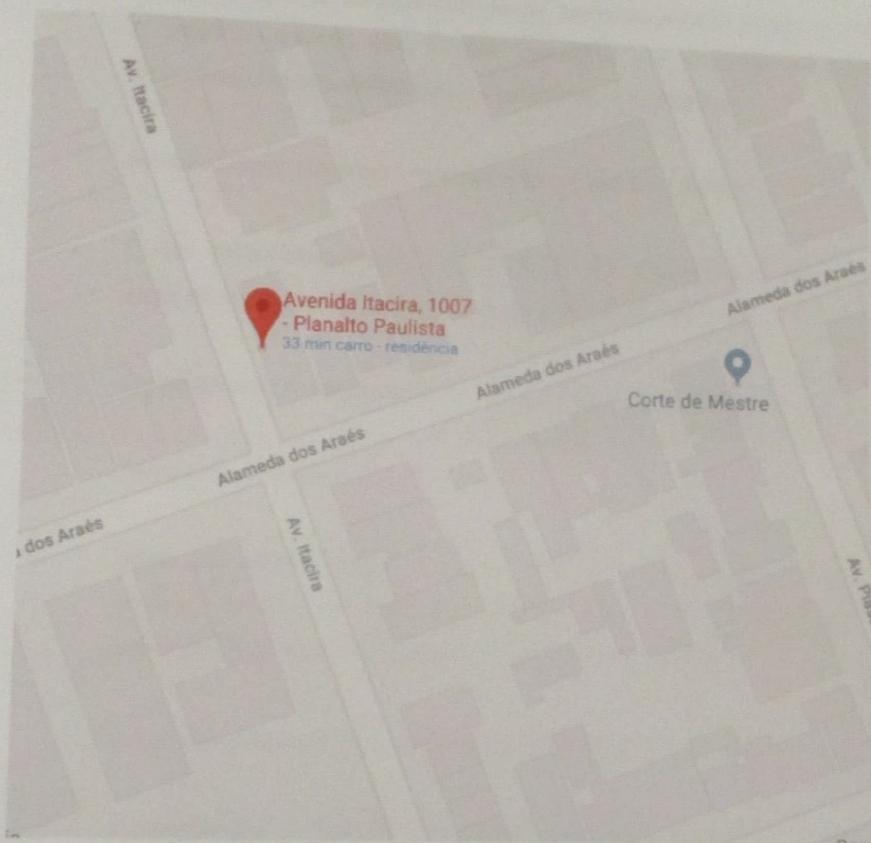 Av. Itacira
Avenida Itacira, 1007
- Planalto Paulista
33 min carro - residência
Alameda dos Araés
Alameda dos Araés
Corte de Mestre
Alameda dos Araés
dos Araés
Av. Itacira
Av.